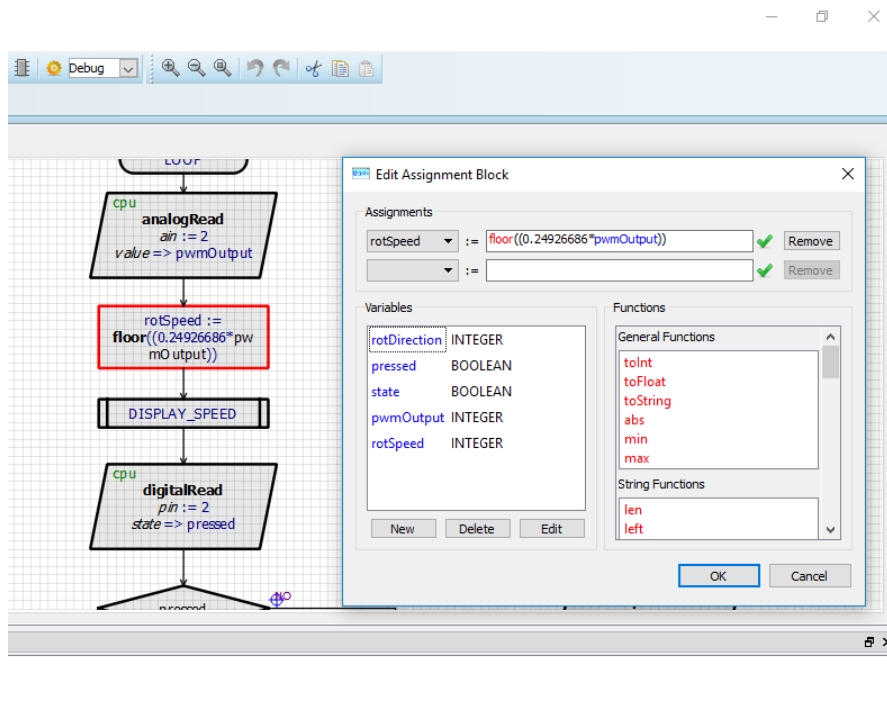 Debug
LOOP
cpu
analogRead
ain := 2
value => pwmOutput
rotSpeed :=
floor((0.24926686*pw
mOutput))
DISPLAY_SPEED
cpu
digitalRead
pin := 2
state => pressed
pressed
NO
Edit Assignment Block
Assignments
rotSpeed := floor((0.24926686*pwmOutput)) Remove
:= Remove
Variables
rotDirection INTEGER
pressed BOOLEAN
state BOOLEAN
pwmOutput INTEGER
rotSpeed INTEGER
New Delete Edit
Functions
General Functions
toInt
toFloat
toString
abs
min
max
String Functions
len
left
OK Cancel